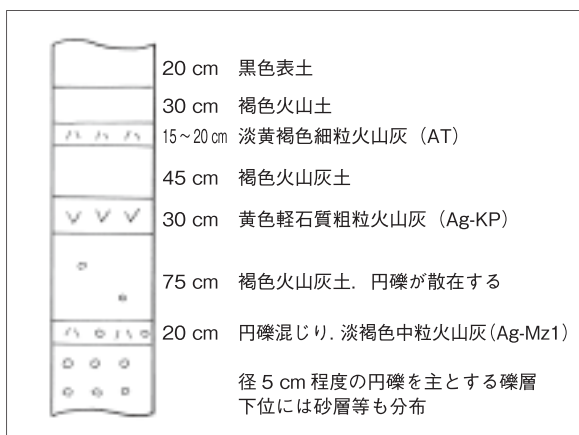 20 cm 黒色表土
30 cm 褐色火山土
15～20 cm 淡黄褐色細粒火山灰（AT）
45 cm 褐色火山灰土
30 cm 黄色軽石質粗粒火山灰（Ag-KP）
75 cm 褐色火山灰土．円礫が散在する
20 cm 円礫混じり．淡褐色中粒火山灰（Ag-Mz1）
径 5 cm 程度の円礫を主とする礫層
下位には砂層等も分布